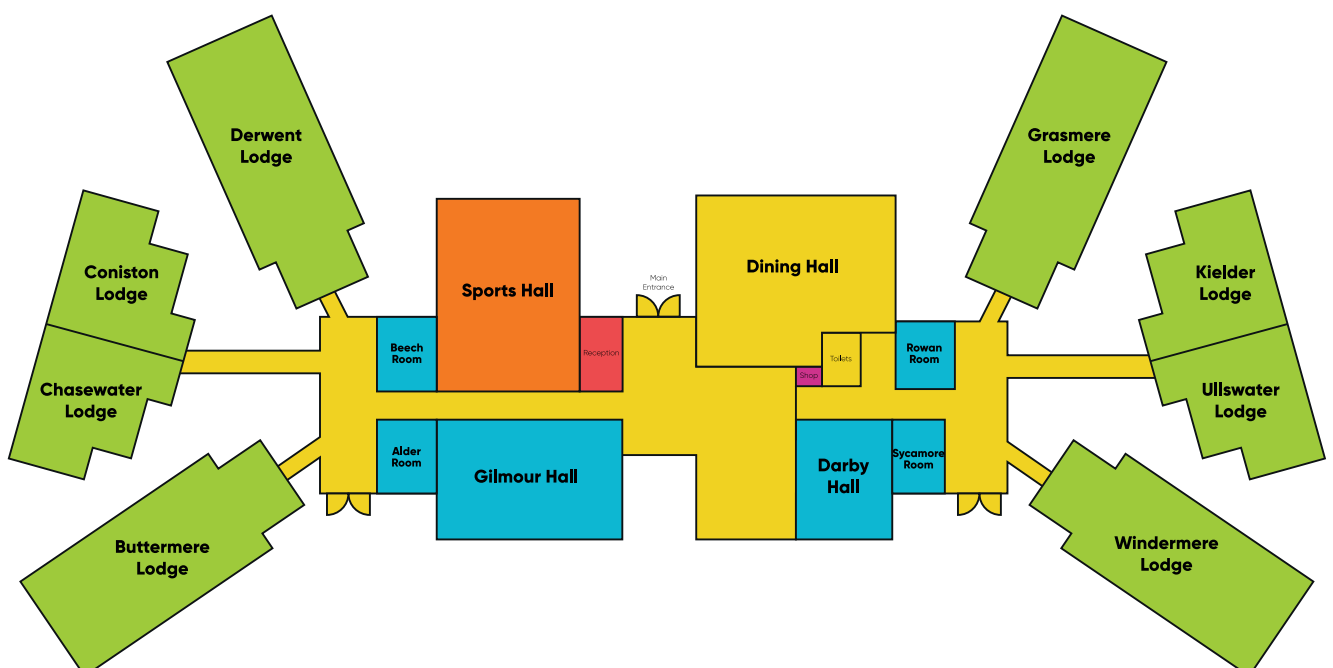 Derwent
Lodge
Grasmere
Lodge
Coniston
Lodge
Sports Hall
Main
Entrance
Dining Hall
Kielder
Lodge
Beech
Room
Reception
Toilets
Shop
Rowan
Room
Chasewater
Lodge
Ullswater
Lodge
Alder
Room
Gilmour Hall
Darby
Hall
Sycamore
Room
Buttermere
Lodge
Windermere
Lodge